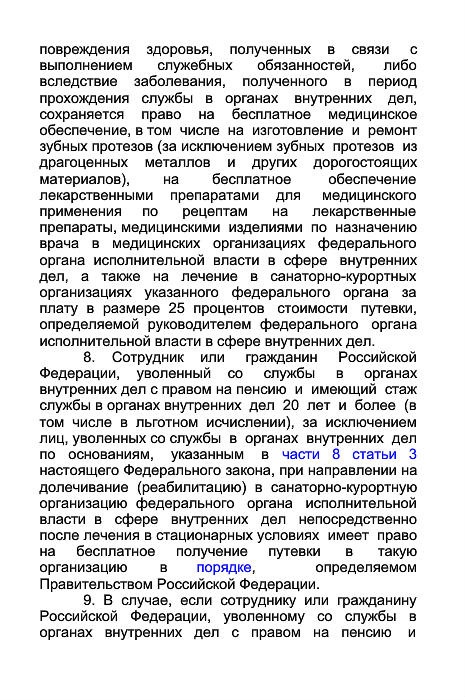 повреждения здоровья, полученных в связи с
выполнением служебных обязанностей, либо
вследствие заболевания, полученного в период
прохождения службы в органах внутренних дел,
сохраняется право на бесплатное медицинское
обеспечение, в том числе на изготовление и ремонт
зубных протезов (за исключением зубных протезов из
драгоценных металлов и других дорогостоящих
материалов), на бесплатное обеспечение
лекарственными препаратами для медицинского
применения по рецептам на лекарственные
препараты, медицинскими изделиями по назначению
врача в медицинских организациях федерального
органа исполнительной власти в сфере внутренних
дел, а также на лечение в санаторно-курортных
организациях указанного федерального органа за
плату в размере 25 процентов стоимости путевки,
определяемой руководителем федерального органа
исполнительной власти в сфере внутренних дел.
8. Сотрудник или гражданин Российской
Федерации, уволенный со службы в органах
внутренних дел с правом на пенсию и имеющий стаж
службы в органах внутренних дел 20 лет и более (в
том числе в льготном исчислении), за исключением
лиц, уволенных со службы в органах внутренних дел
по основаниям, указанным в части 8 статьи 3
настоящего Федерального закона, при направлении на
долечивание (реабилитацию) в санаторно-курортную
организацию федерального органа исполнительной
власти в сфере внутренних дел непосредственно
после лечения в стационарных условиях имеет право
на бесплатное получение путевки в такую
организацию в порядке, определяемом
Правительством Российской Федерации.
9. В случае, если сотруднику или гражданину
Российской Федерации, уволенному со службы в
органах внутренних дел с правом на пенсию и